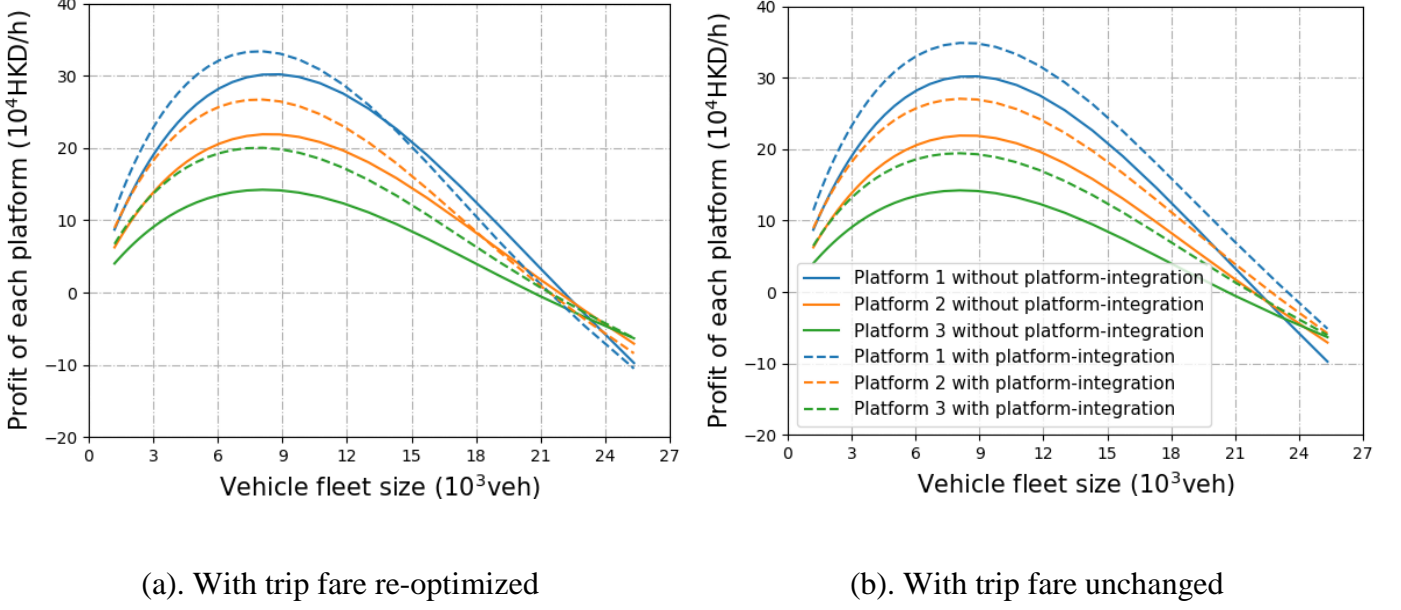 40
30
20
10
0
−10
−20
0 3 6 9 12 15 18 21 24 27
Profit of each platform (10⁴HKD/h)
Vehicle fleet size (10³veh)
(a). With trip fare re-optimized
40
30
20
10
0
−10
−20
0 3 6 9 12 15 18 21 24 27
Profit of each platform (10⁴HKD/h)
Vehicle fleet size (10³veh)
Platform 1 without platform-integration
Platform 2 without platform-integration
Platform 3 without platform-integration
Platform 1 with platform-integration
Platform 2 with platform-integration
Platform 3 with platform-integration
(b). With trip fare unchanged